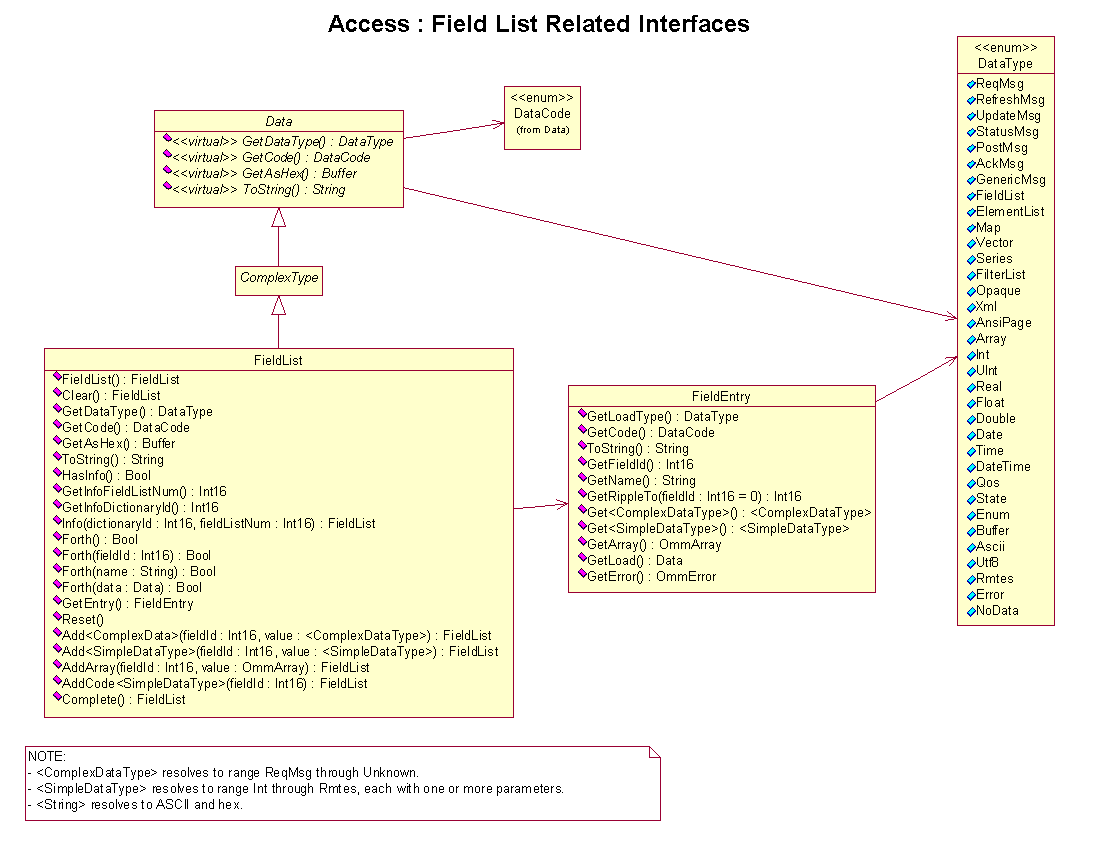 Access : Field List Related Interfaces
<<enum>>
DataType
ReqMsg
RefreshMsg
UpdateMsg
StatusMsg
PostMsg
AckMsg
GenericMsg
FieldList
ElementList
Map
Vector
Series
FilterList
Opaque
Xml
AnsiPage
Array
Int
UInt
Real
Float
Double
Date
Time
DateTime
Qos
State
Enum
Buffer
Ascii
Utf8
Rmtes
Error
NoData
<<enum>>
DataCode
(from Data)
Data
<<virtual>> GetDataType() : DataType
<<virtual>> GetCode() : DataCode
<<virtual>> GetAsHex() : Buffer
<<virtual>> ToString() : String
ComplexType
FieldList
FieldList() : FieldList
Clear() : FieldList
GetDataType() : DataType
GetCode() : DataCode
GetAsHex() : Buffer
ToString() : String
HasInfo() : Bool
GetInfoFieldListNum() : Int16
GetInfoDictionaryId() : Int16
Info(dictionaryId : Int16, fieldListNum : Int16) : FieldList
Forth() : Bool
Forth(fieldId : Int16) : Bool
Forth(name : String) : Bool
Forth(data : Data) : Bool
GetEntry() : FieldEntry
Reset()
Add<ComplexData>(fieldId : Int16, value : <ComplexDataType>) : FieldList
Add<SimpleDataType>(fieldId : Int16, value : <SimpleDataType>) : FieldList
AddArray(fieldId : Int16, value : OmmArray) : FieldList
AddCode<SimpleDataType>(fieldId : Int16) : FieldList
Complete() : FieldList
FieldEntry
GetLoadType() : DataType
GetCode() : DataCode
ToString() : String
GetFieldId() : Int16
GetName() : String
GetRippleTo(fieldId : Int16 = 0) : Int16
Get<ComplexDataType>() : <ComplexDataType>
Get<SimpleDataType>() : <SimpleDataType>
GetArray() : OmmArray
GetLoad() : Data
GetError() : OmmError
NOTE:
- <ComplexDataType> resolves to range ReqMsg through Unknown.
- <SimpleDataType> resolves to range Int through Rmtes, each with one or more parameters.
- <String> resolves to ASCII and hex.